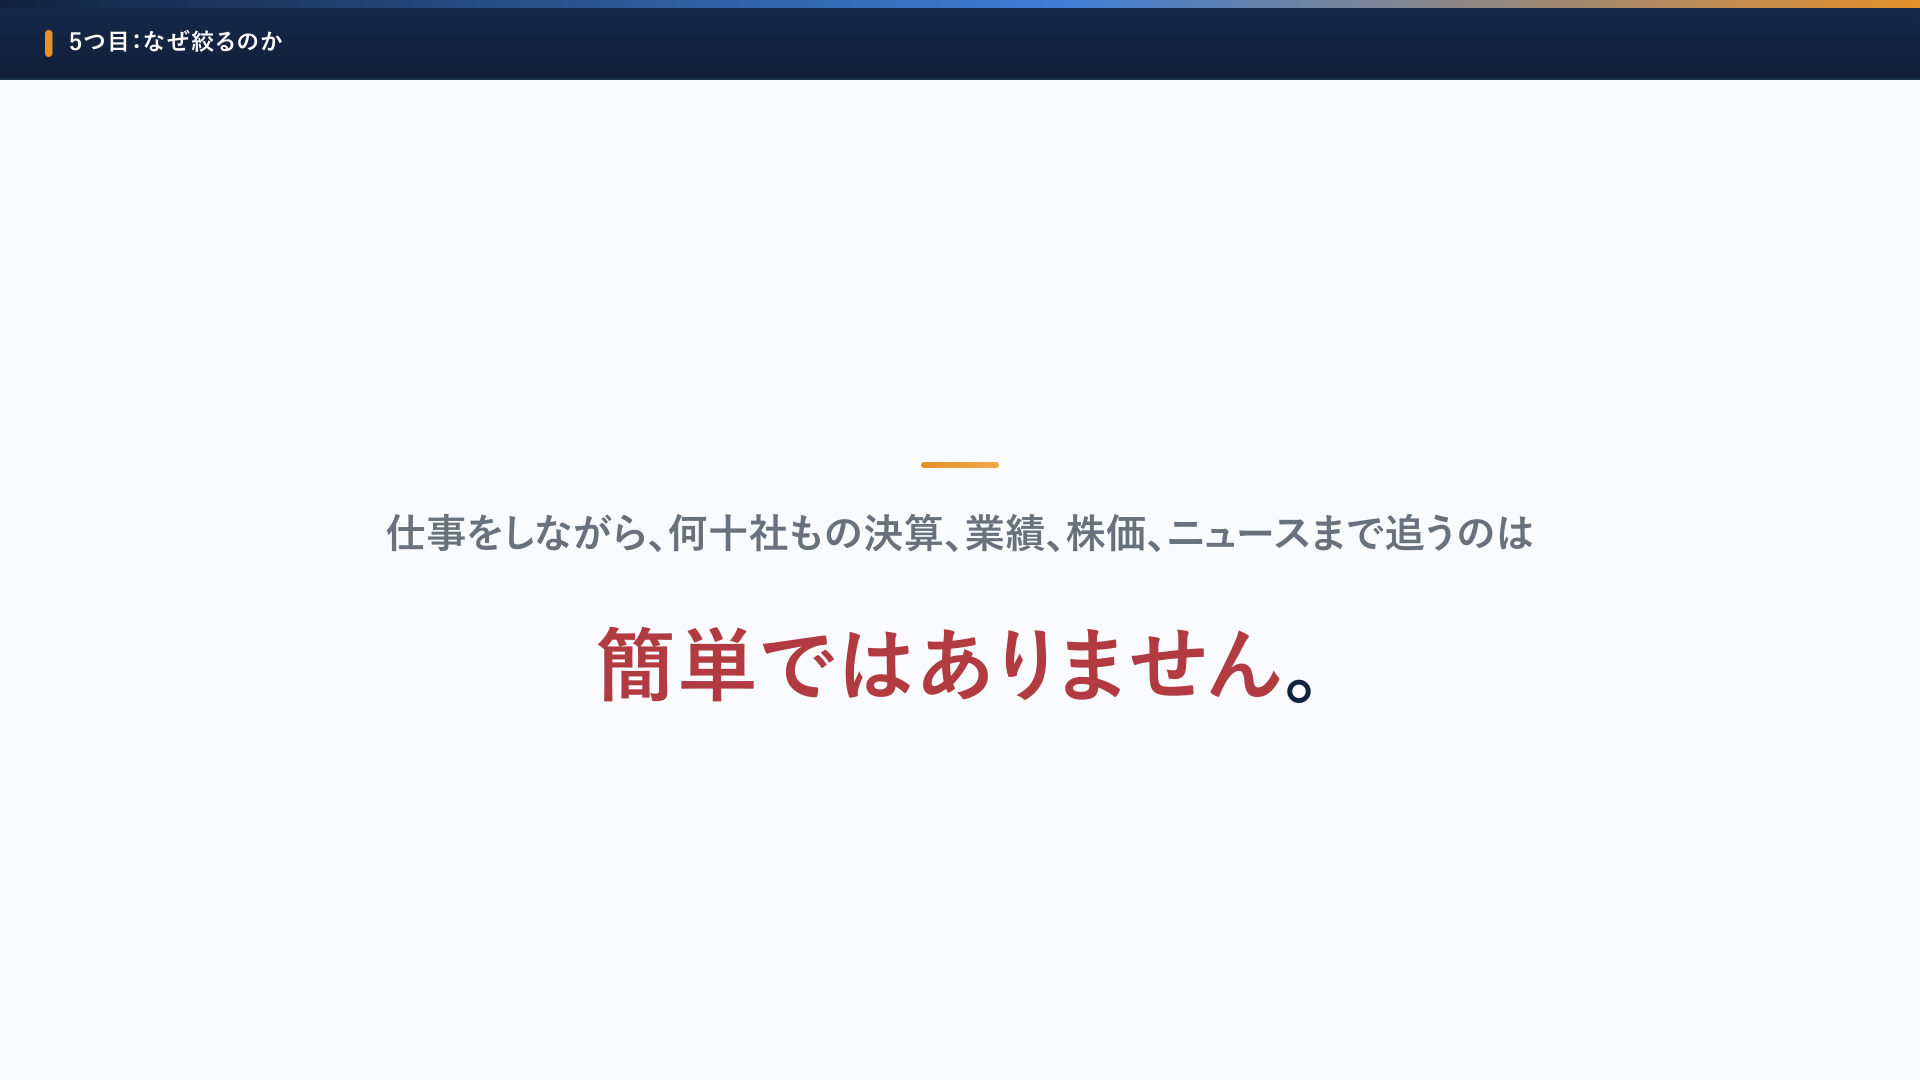 5つ目：なぜ絞るのか
仕事をしながら、何十社もの決算、業績、株価、ニュースまで追うのは
簡単ではありません。